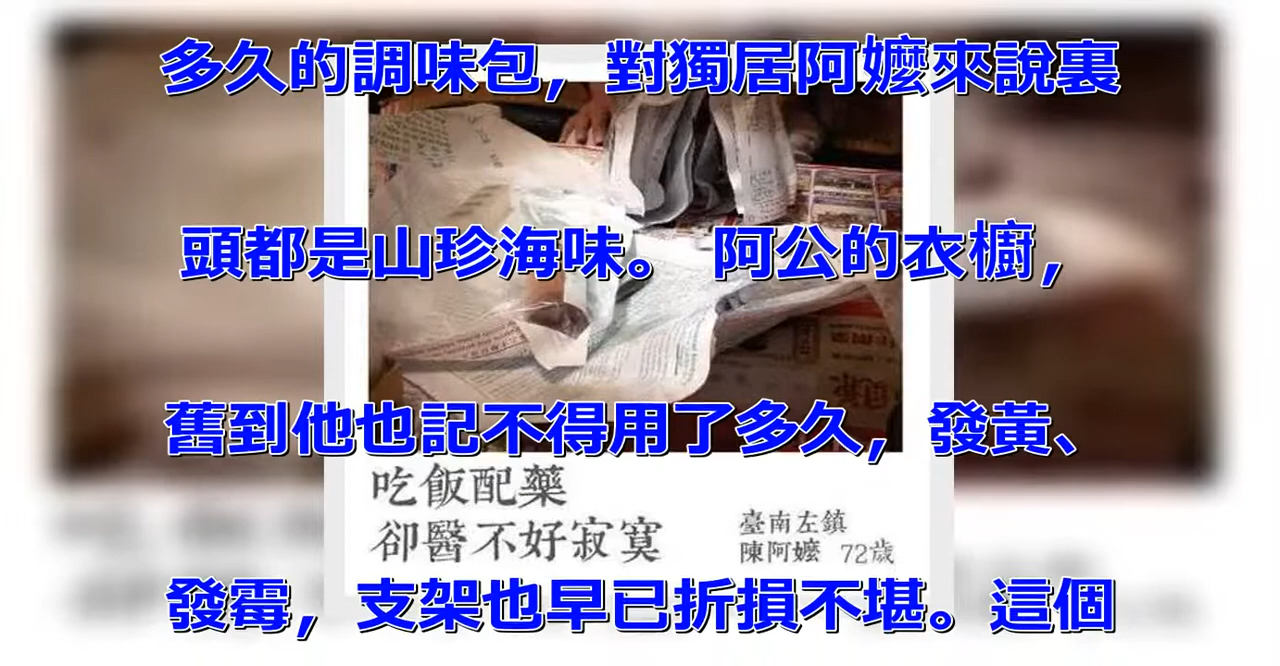 多久的調味包，對獨居阿嬤來說裏
頭都是山珍海味。 阿公的衣櫥，
舊到他也記不得用了多久，發黃、
吃飯配藥
卻醫不好寂寞
臺南左鎮
陳阿嬤 72歲
發霉，支架也早已折損不堪。這個